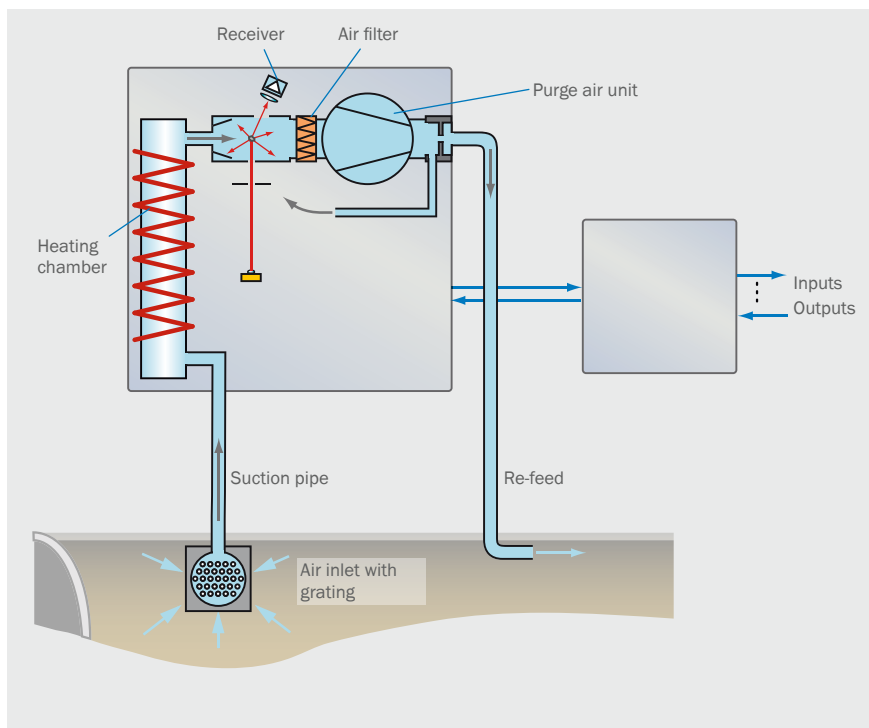 Receiver
Air filter
Purge air unit
Heating
chamber
Inputs
Outputs
Suction pipe
Re-feed
Air inlet with
grating